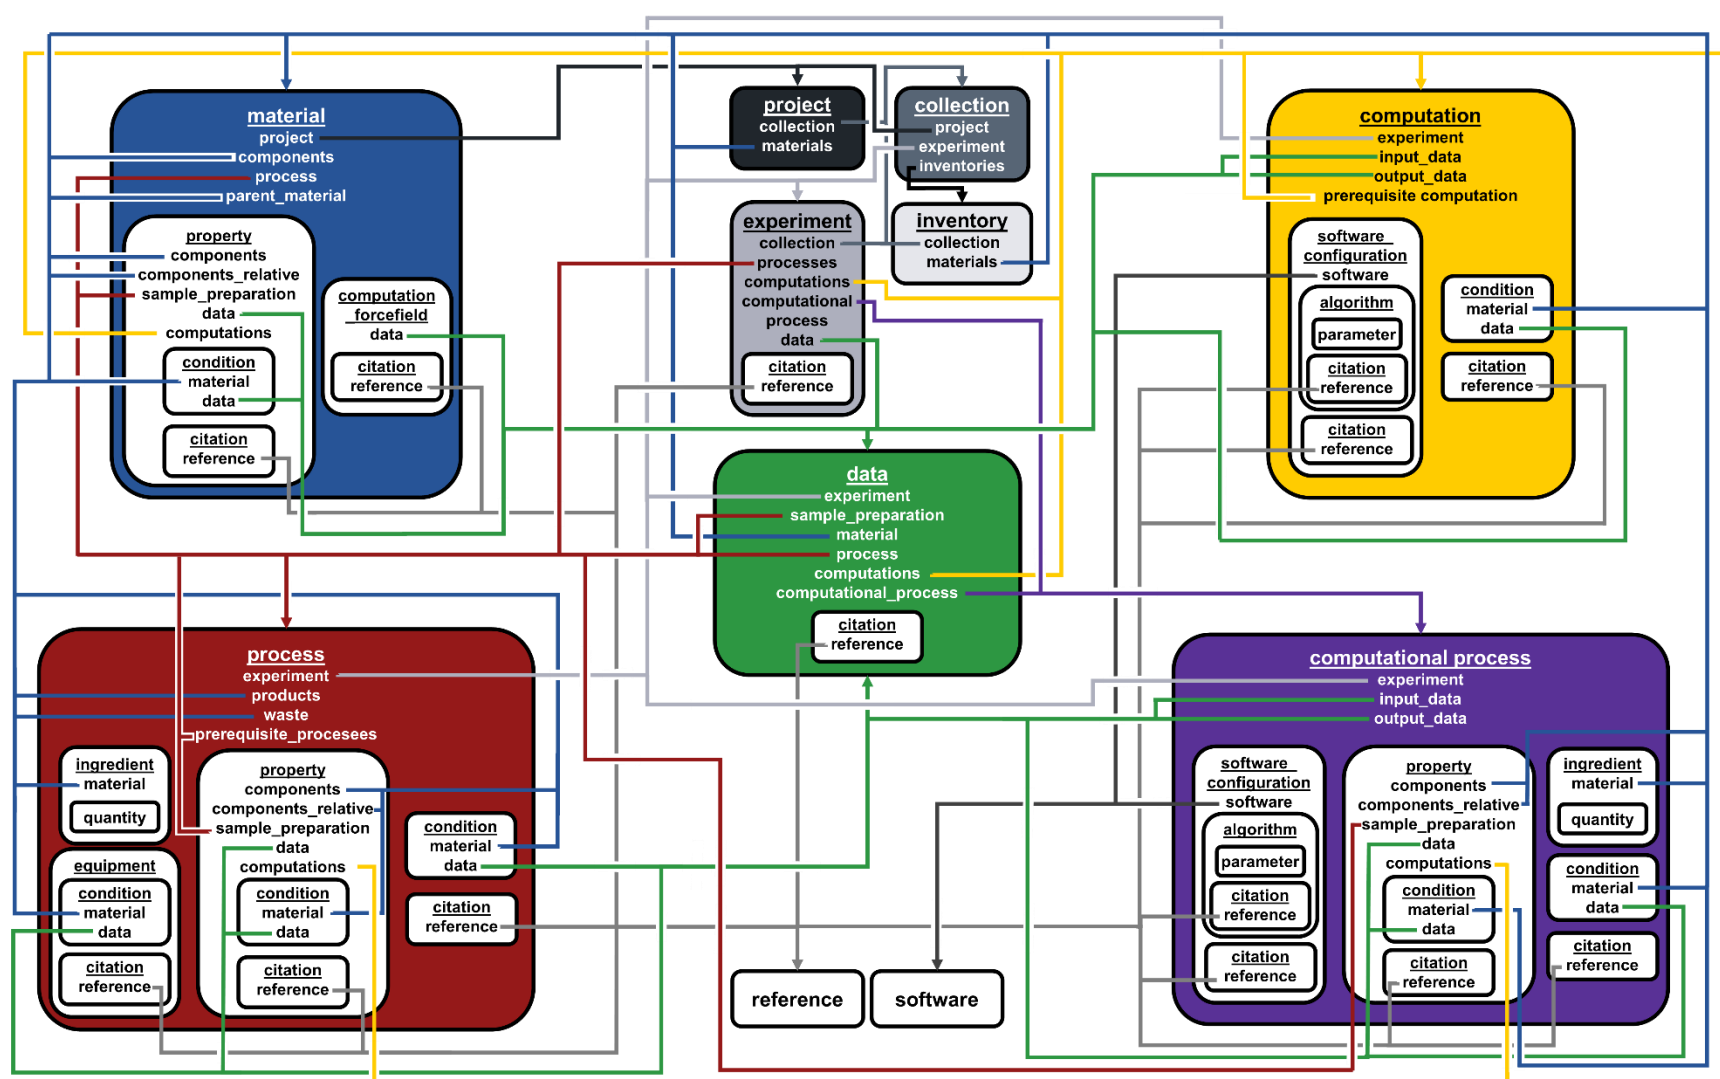 material
project
components
process
parent_material
property
components
components_relative
sample_preparation
data
computations
condition
material
data
citation
reference
computation
_forcefield
data
citation
reference
project
collection
materials
collection
project
experiment
inventories
experiment
collection
processes
computations
computational
process
data
citation
reference
inventory
collection
materials
computation
experiment
input_data
output_data
prerequisite computation
software_
configuration
software
algorithm
parameter
citation
reference
citation
reference
condition
material
data
citation
reference
data
experiment
sample_preparation
material
process
computations
computational_process
citation
reference
process
experiment
products
waste
prerequisite_procesees
ingredient
material
quantity
equipment
condition
material
data
citation
reference
property
components
components_relative
sample_preparation
data
computations
condition
material
data
citation
reference
condition
material
data
citation
reference
reference
software
computational process
experiment
input_data
output_data
software_
configuration
software
algorithm
parameter
citation
reference
citation
reference
property
components
components_relative
sample_preparation
data
computations
condition
material
data
citation
reference
ingredient
material
quantity
condition
material
data
citation
reference